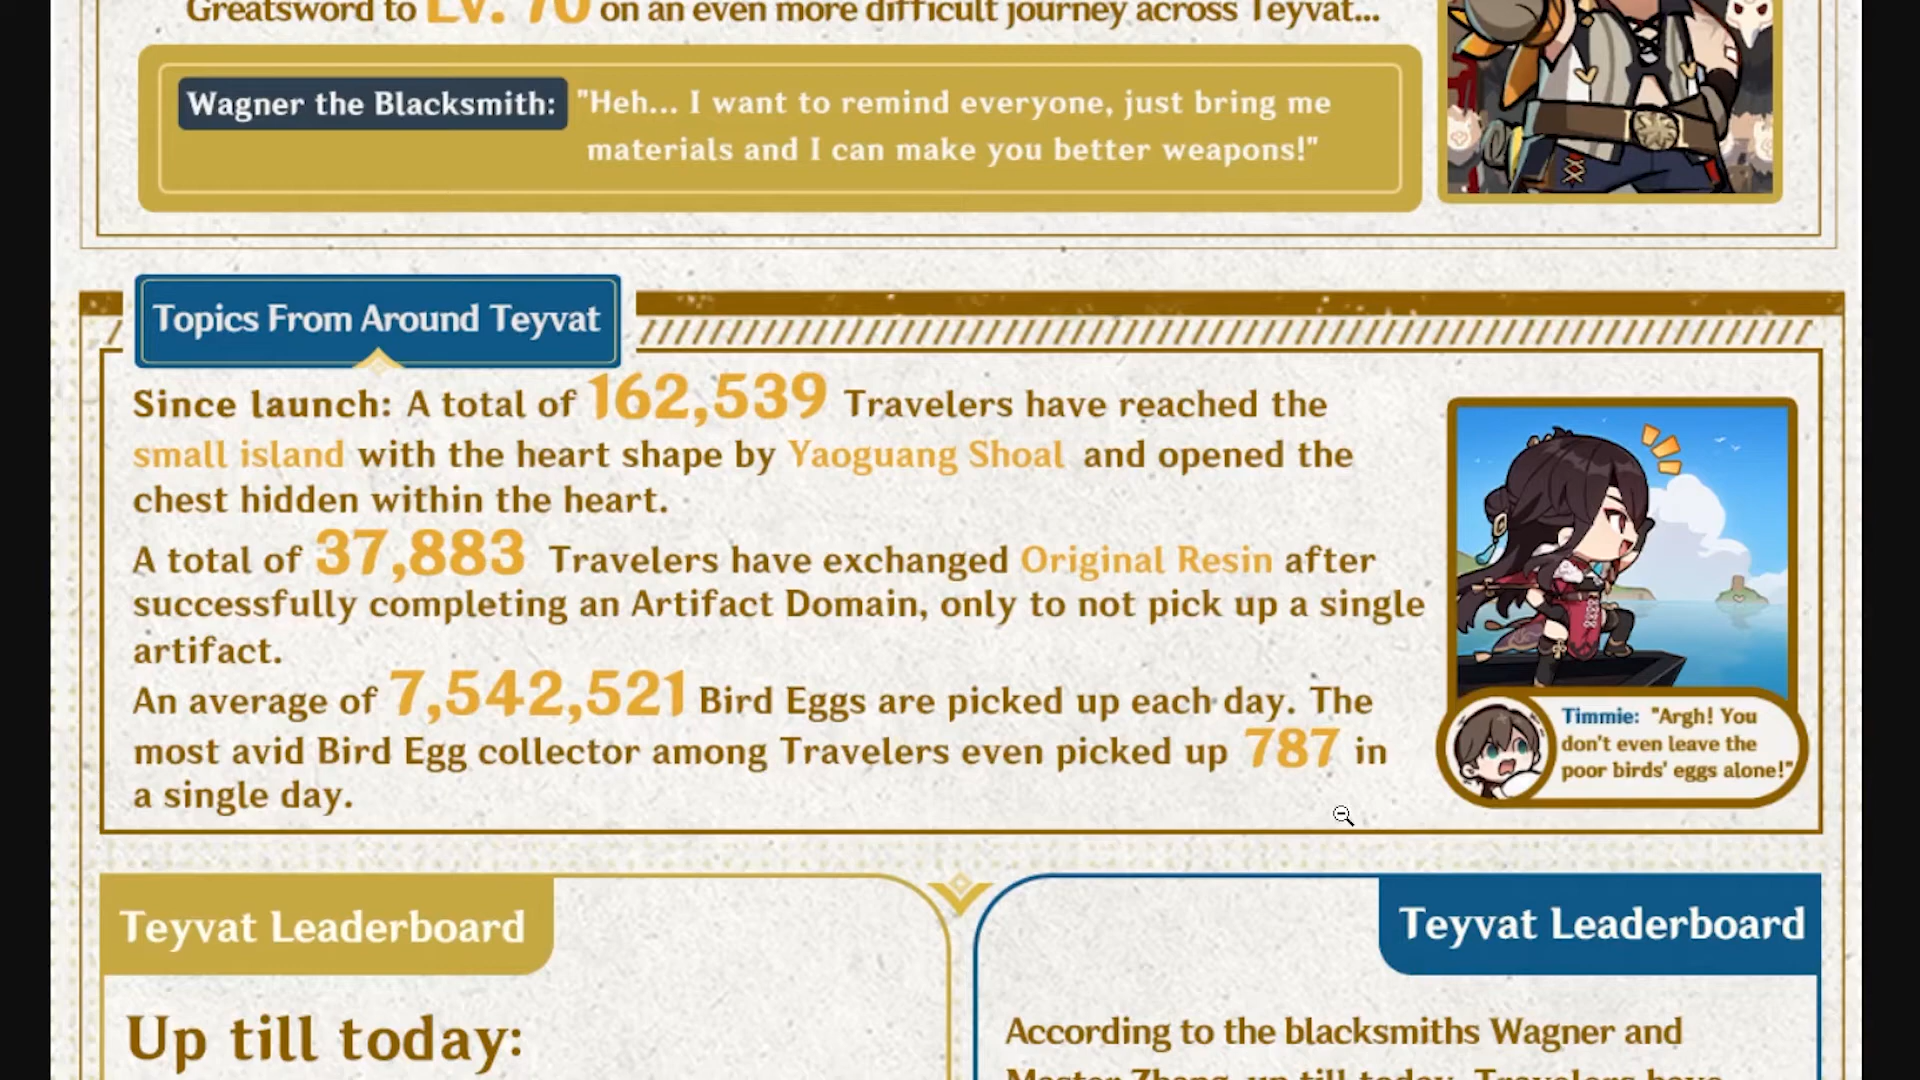 Greatsword to Lv. 70 on an even more difficult journey across Teyvat...
Wagner the Blacksmith: "Heh... I want to remind everyone, just bring me
materials and I can make you better weapons!"
Topics From Around Teyvat
Since launch: A total of 162,539 Travelers have reached the
small island with the heart shape by Yaoguang Shoal and opened the
chest hidden within the heart.
A total of 37,883 Travelers have exchanged Original Resin after
successfully completing an Artifact Domain, only to not pick up a single
artifact.
An average of 7,542,521 Bird Eggs are picked up each day. The
most avid Bird Egg collector among Travelers even picked up 787 in
a single day.
Timmie: "Argh! You
don't even leave the
poor birds' eggs alone!"
Teyvat Leaderboard
Up till today:
Teyvat Leaderboard
According to the blacksmiths Wagner and
Master Zhang, up till today, Travelers have